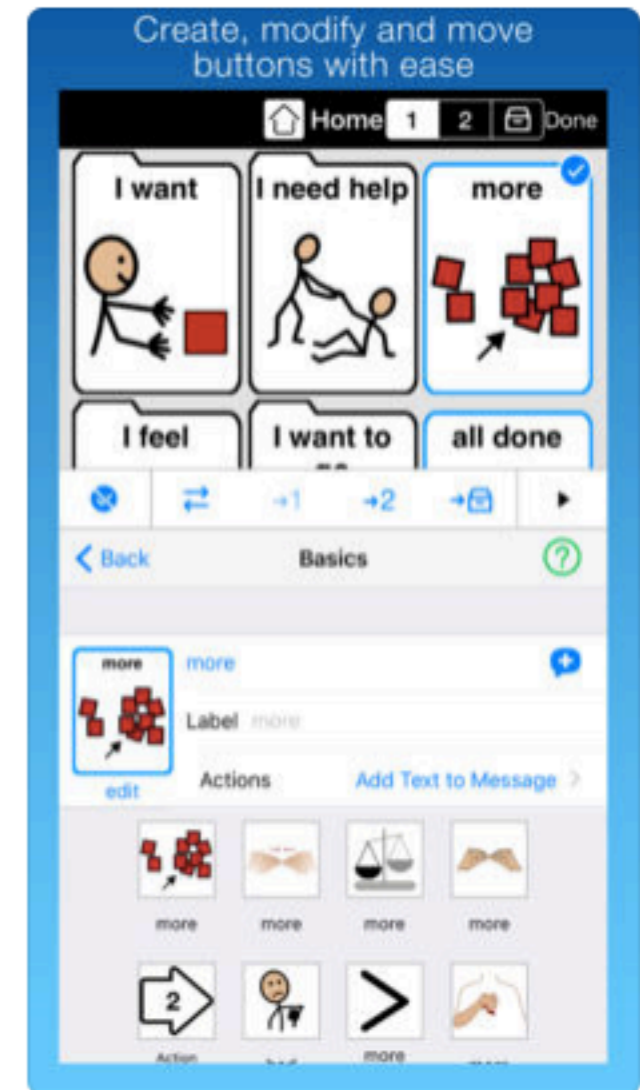 Create, modify and move
buttons with ease
Home 1 2 Done
I want
I need help
more
I feel
I want to
all done
→1 →2 →
Back Basics ?
more
more
Label more
edit
Actions Add Text to Message
more more more more
2
Action
more